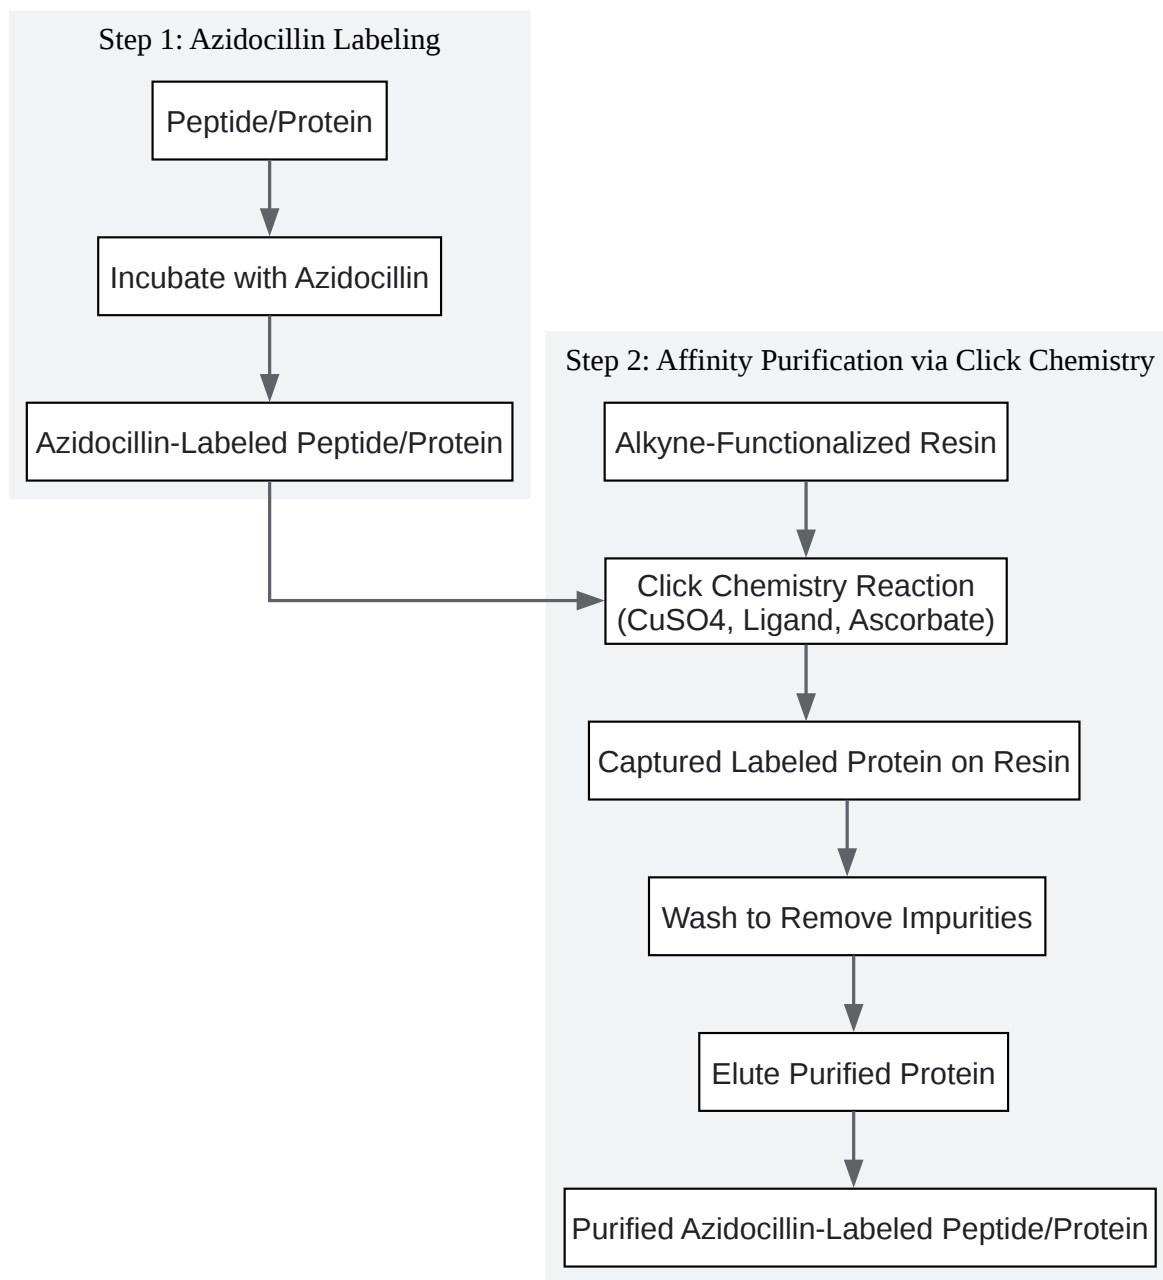 Step 1: Azidocillin Labeling
Peptide/Protein
Incubate with Azidocillin
Azidocillin-Labeled Peptide/Protein
Step 2: Affinity Purification via Click Chemistry
Alkyne-Functionalized Resin
Click Chemistry Reaction
(CuSO4, Ligand, Ascorbate)
Captured Labeled Protein on Resin
Wash to Remove Impurities
Elute Purified Protein
Purified Azidocillin-Labeled Peptide/Protein